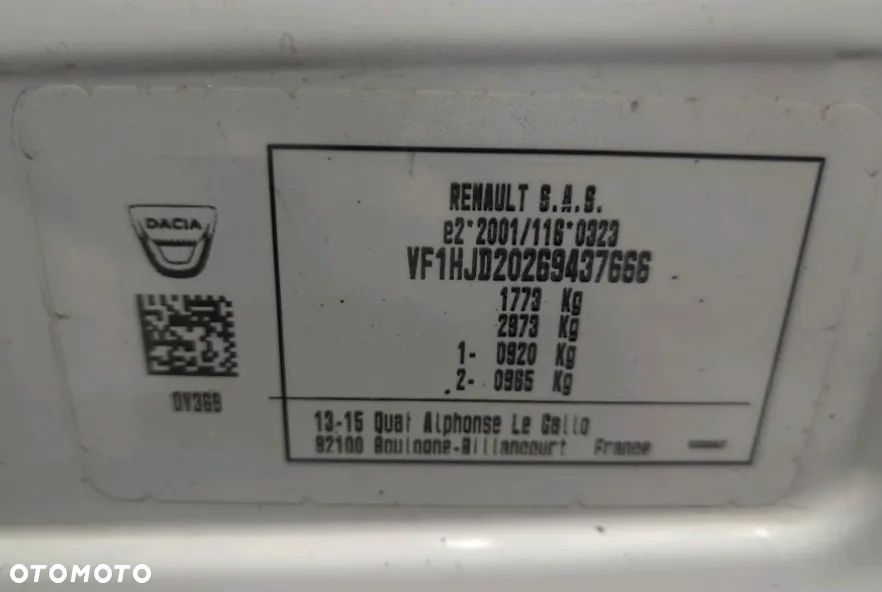 DACIA
RENAULT S.A.S.
e2*2001/116*0323
VF1HJD20269437666
1773 Kg
2973 Kg
1- 0920 Kg
2- 0965 Kg
DV368
13-15 Quai Alphonse Le Gallo
92100 Boulogne-Billancourt France
OTOMOTO